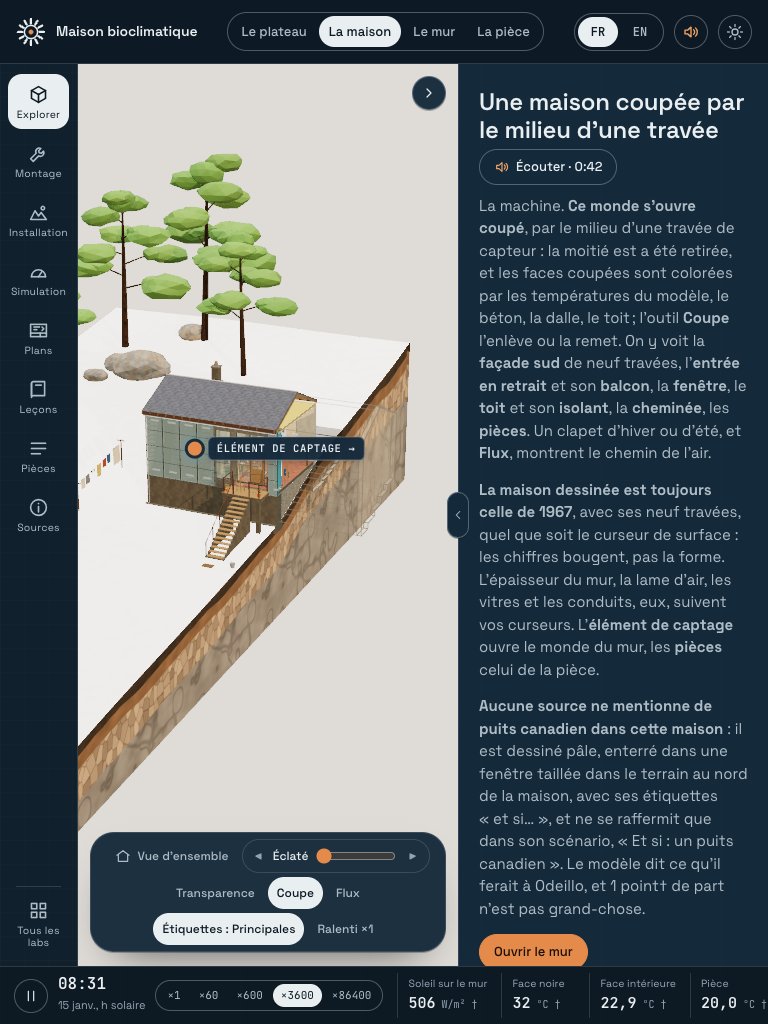 Maison bioclimatique
Le plateau
La maison
Le mur
La pièce
FR
EN
Explorer
Montage
Installation
Simulation
Plans
Leçons
Pièces
Sources
Tous les
labs
ÉLÉMENT DE CAPTAGE →
Vue d'ensemble
◄ Éclaté ►
Transparence
Coupe
Flux
Étiquettes : Principales
Ralenti ×1
Une maison coupée par
le milieu d'une travée
Écouter · 0:42
La machine. Ce monde s'ouvre
coupé, par le milieu d'une travée de
capteur : la moitié est a été retirée,
et les faces coupées sont colorées
par les températures du modèle, le
béton, la dalle, le toit ; l'outil Coupe
l'enlève ou la remet. On y voit la
façade sud de neuf travées, l'entrée
en retrait et son balcon, la fenêtre, le
toit et son isolant, la cheminée, les
pièces. Un clapet d'hiver ou d'été, et
Flux, montrent le chemin de l'air.
La maison dessinée est toujours
celle de 1967, avec ses neuf travées,
quel que soit le curseur de surface :
les chiffres bougent, pas la forme.
L'épaisseur du mur, la lame d'air, les
vitres et les conduits, eux, suivent
vos curseurs. L'élément de captage
ouvre le monde du mur, les pièces
celui de la pièce.
Aucune source ne mentionne de
puits canadien dans cette maison : il
est dessiné pâle, enterré dans une
fenêtre taillée dans le terrain au nord
de la maison, avec ses étiquettes
« et si… », et ne se raffermit que
dans son scénario, « Et si : un puits
canadien ». Le modèle dit ce qu'il
ferait à Odeillo, et 1 point† de part
n'est pas grand-chose.
Ouvrir le mur
08:31
15 janv., h solaire
×1
×60
×600
×3600
×86400
Soleil sur le mur
506 W/m² †
Face noire
32 °C †
Face intérieure
22,9 °C †
Pièce
20,0 °C †